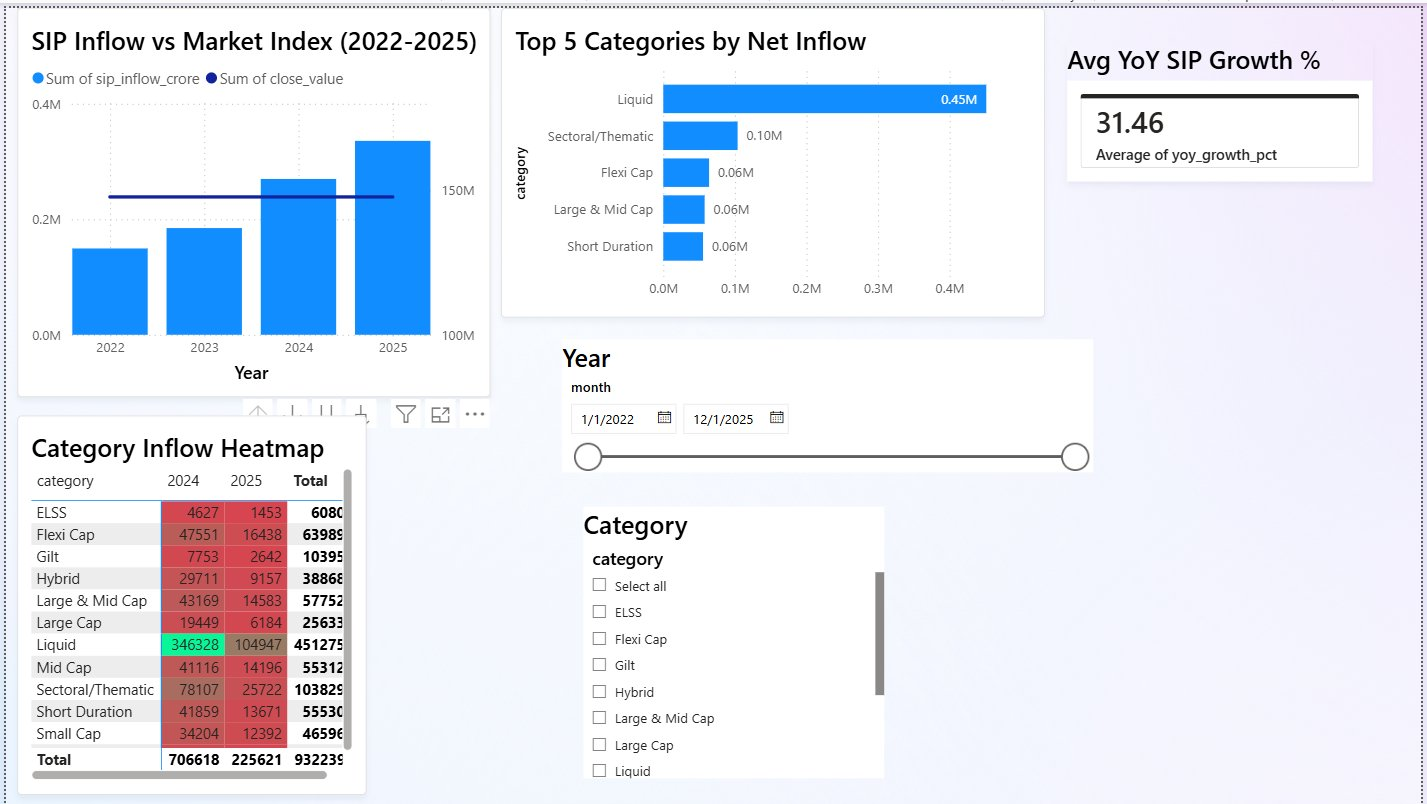 SIP Inflow vs Market Index (2022-2025)
Sum of sip_inflow_crore Sum of close_value
0.4M
0.2M
0.0M
150M
100M
2022 2023 2024 2025
Year
Top 5 Categories by Net Inflow
category
Liquid 0.45M
Sectoral/Thematic 0.10M
Flexi Cap 0.06M
Large & Mid Cap 0.06M
Short Duration 0.06M
0.0M 0.1M 0.2M 0.3M 0.4M
Avg YoY SIP Growth %
31.46
Average of yoy_growth_pct
Year
month
1/1/2022 12/1/2025
Category Inflow Heatmap
category 2024 2025 Total
ELSS 4627 1453 6080
Flexi Cap 47551 16438 63989
Gilt 7753 2642 10395
Hybrid 29711 9157 38868
Large & Mid Cap 43169 14583 57752
Large Cap 19449 6184 25633
Liquid 346328 104947 451275
Mid Cap 41116 14196 55312
Sectoral/Thematic 78107 25722 103829
Short Duration 41859 13671 55530
Small Cap 34204 12392 46596
Total 706618 225621 932239
Category
category
Select all
ELSS
Flexi Cap
Gilt
Hybrid
Large & Mid Cap
Large Cap
Liquid